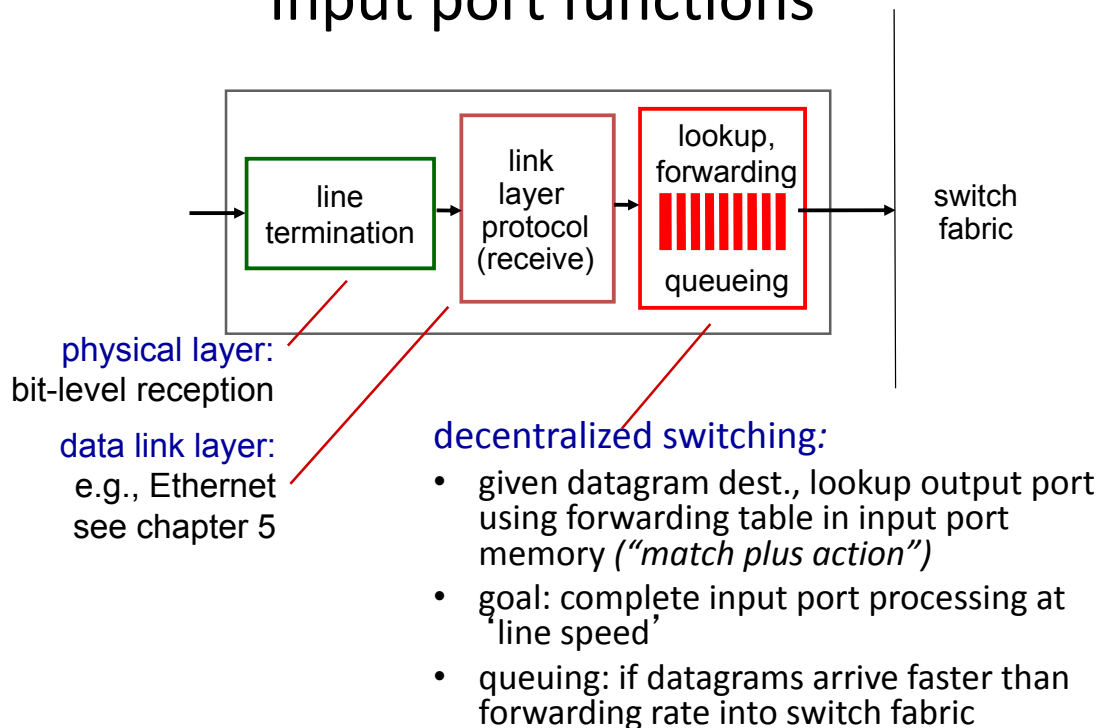 Input port functions
line
termination
link
layer
protocol
(receive)
lookup,
forwarding
queueing
switch
fabric
physical layer:
bit-level reception
data link layer:
e.g., Ethernet
see chapter 5
decentralized switching:
• given datagram dest., lookup output port
using forwarding table in input port
memory (“match plus action”)
• goal: complete input port processing at
‘line speed’
• queuing: if datagrams arrive faster than
forwarding rate into switch fabric